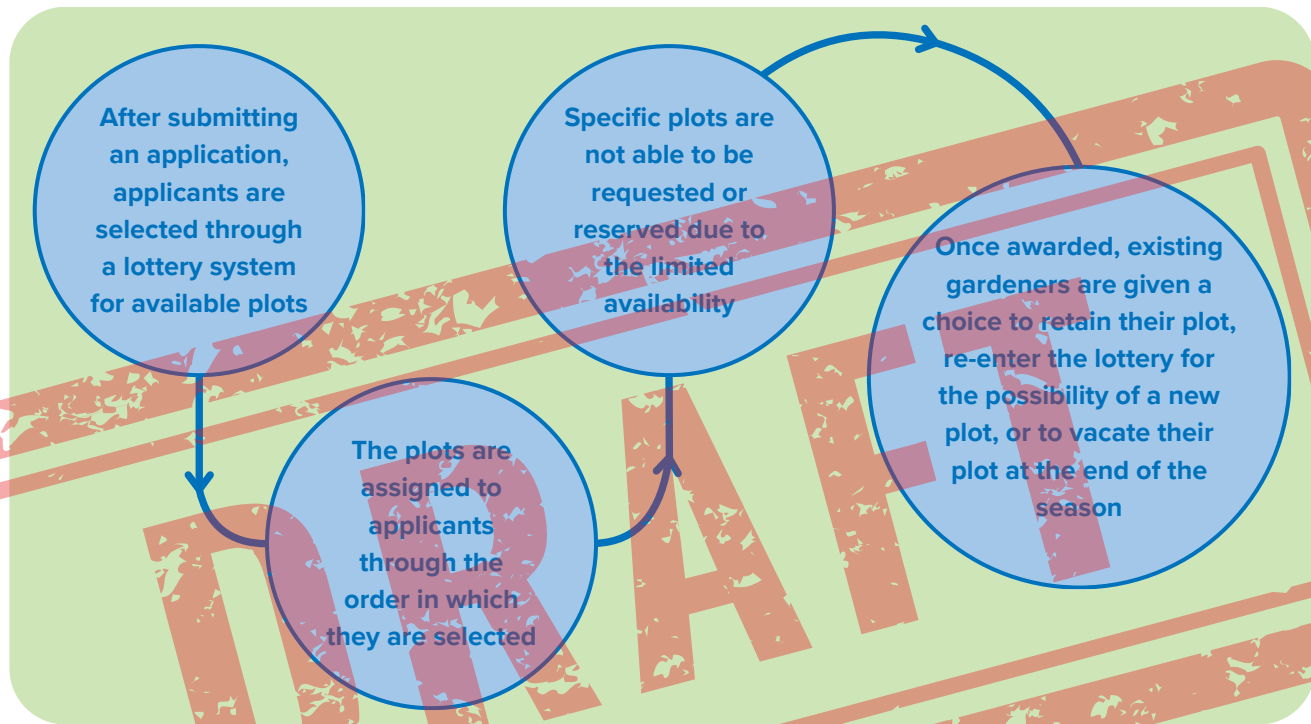 After submitting
an application,
applicants are
selected through
a lottery system
for available plots
The plots are
assigned to
applicants
through the
order in which
they are selected
Specific plots are
not able to be
requested or
reserved due to
the limited
availability
Once awarded, existing
gardeners are given a
choice to retain their plot,
re-enter the lottery for
the possibility of a new
plot, or to vacate their
plot at the end of the
season
DRAFT